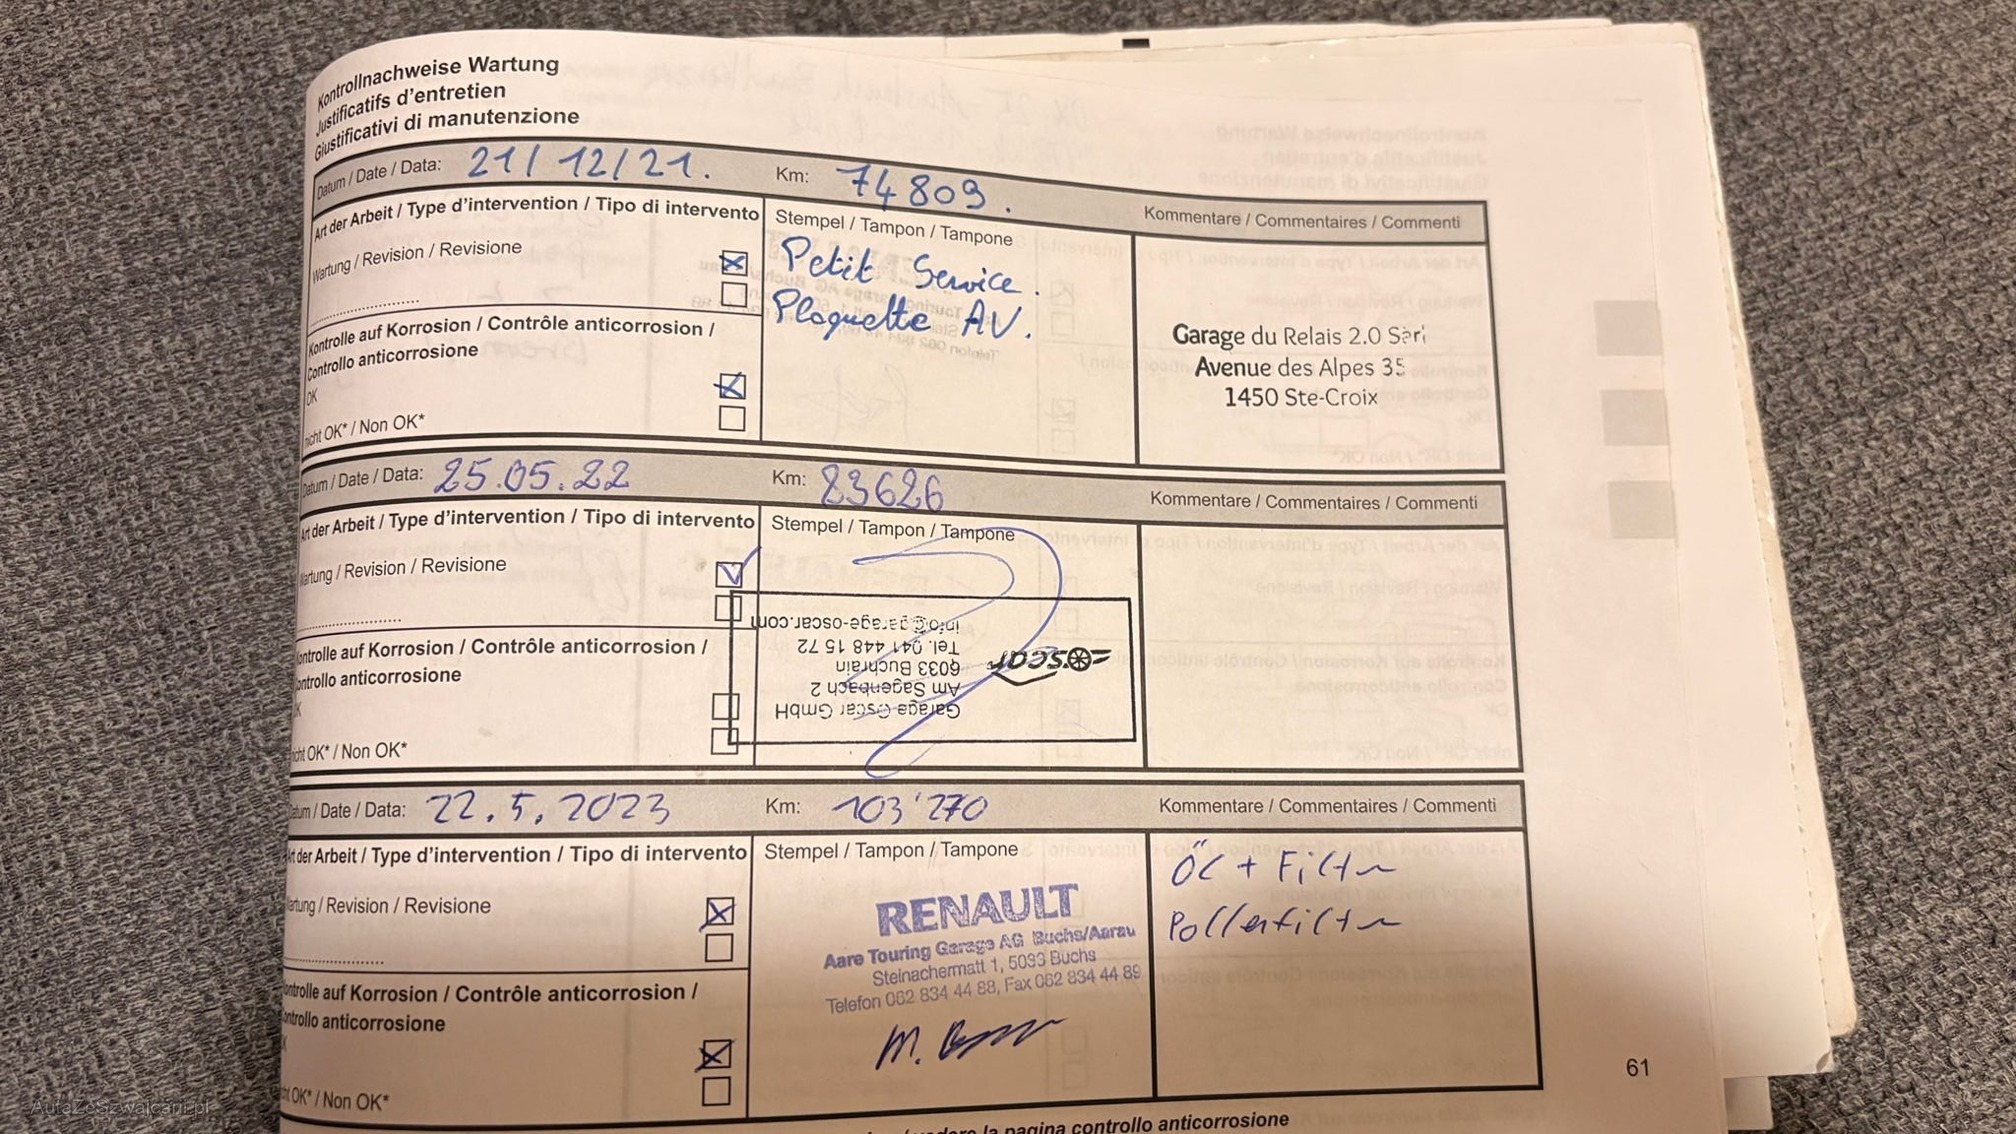 Kontrollnachweise Wartung
Justificatifs d'entretien
Giustificativi di manutenzione
Datum / Date / Data: 21/12/21. Km: 74809.
Art der Arbeit / Type d'intervention / Tipo di intervento
Stempel / Tampon / Tampone
Kommentare / Commentaires / Commenti
Wartung / Revision / Revisione
Petit Service.
Plaquette AV.
Garage du Relais 2.0 Sàrl
Avenue des Alpes 35
1450 Ste-Croix
Kontrolle auf Korrosion / Contrôle anticorrosion /
Controllo anticorrosione
OK
nicht OK* / Non OK*
Datum / Date / Data: 25.05.22 Km: 83626
Kommentare / Commentaires / Commenti
Art der Arbeit / Type d'intervention / Tipo di intervento
Stempel / Tampon / Tampone
Wartung / Revision / Revisione
Garage Oscar GmbH
Am Sagenbach 2
6033 Buchrain
Tel. 041 448 15 72
info@garage-oscar.com
OSCAR
Kontrolle auf Korrosion / Contrôle anticorrosion /
Controllo anticorrosione
OK
nicht OK* / Non OK*
Datum / Date / Data: 22.5.2023 Km: 103'270
Kommentare / Commentaires / Commenti
Art der Arbeit / Type d'intervention / Tipo di intervento
Stempel / Tampon / Tampone
Öl + Filter
Pollenfilter
Wartung / Revision / Revisione
RENAULT
Aare Touring Garage AG Buchs/Aarau
Steinachermatt 1, 5033 Buchs
Telefon 062 834 44 88, Fax 062 834 44 89
Kontrolle auf Korrosion / Contrôle anticorrosion /
Controllo anticorrosione
nicht OK* / Non OK*
la pagina controllo anticorrosione
61
AutaZeSzwajcarii.pl